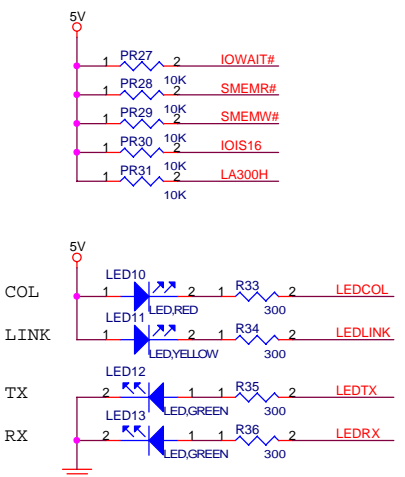 5V
PR27
1 2 IOWAIT#
10K
PR28
1 2 SMEMR#
10K
PR29
1 2 SMEMW#
10K
PR30
1 2 IOIS16
10K
PR31
1 2 LA300H
10K
5V
LED10
COL 1 2 1 R33 2 LEDCOL
LED,RED 300
LED11
LINK 1 2 1 R34 2 LEDLINK
LED,YELLOW 300
LED12
TX 2 1 1 R35 2 LEDTX
LED,GREEN 300
LED13
RX 2 1 1 R36 2 LEDRX
LED,GREEN 300